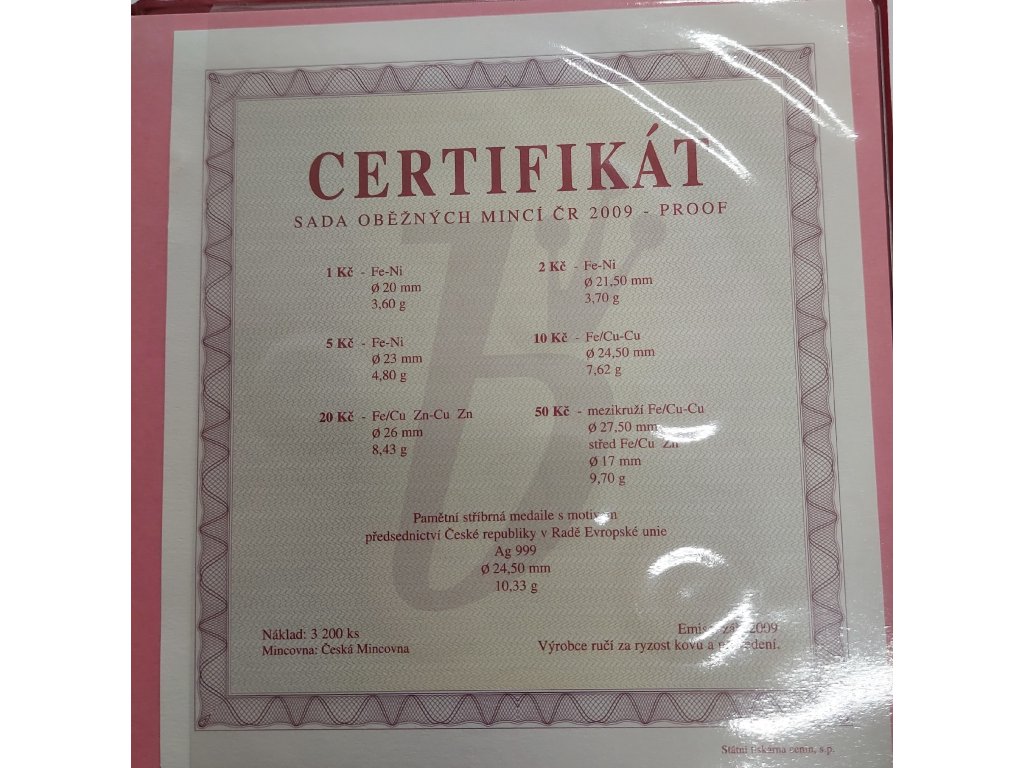 CERTIFIKÁT
SADA OBĚŽNÝCH MINCÍ ČR 2009 - PROOF
1 Kč - Fe-Ni
Ø 20 mm
3,60 g
2 Kč - Fe-Ni
Ø 21,50 mm
3,70 g
5 Kč - Fe-Ni
Ø 23 mm
4,80 g
10 Kč - Fe/Cu-Cu
Ø 24,50 mm
7,62 g
20 Kč - Fe/Cu Zn-Cu Zn
Ø 26 mm
8,43 g
50 Kč - mezikruží Fe/Cu-Cu
Ø 27,50 mm
střed Fe/Cu Zn
Ø 17 mm
9,70 g
Pamětní stříbrná medaile s motivem
předsednictví České republiky v Radě Evropské unie
Ag 999
Ø 24,50 mm
10,33 g
Náklad: 3 200 ks
Mincovna: Česká Mincovna
2009
Výrobce ručí za ryzost kovu a
Státní tiskárna cenin, s.p.